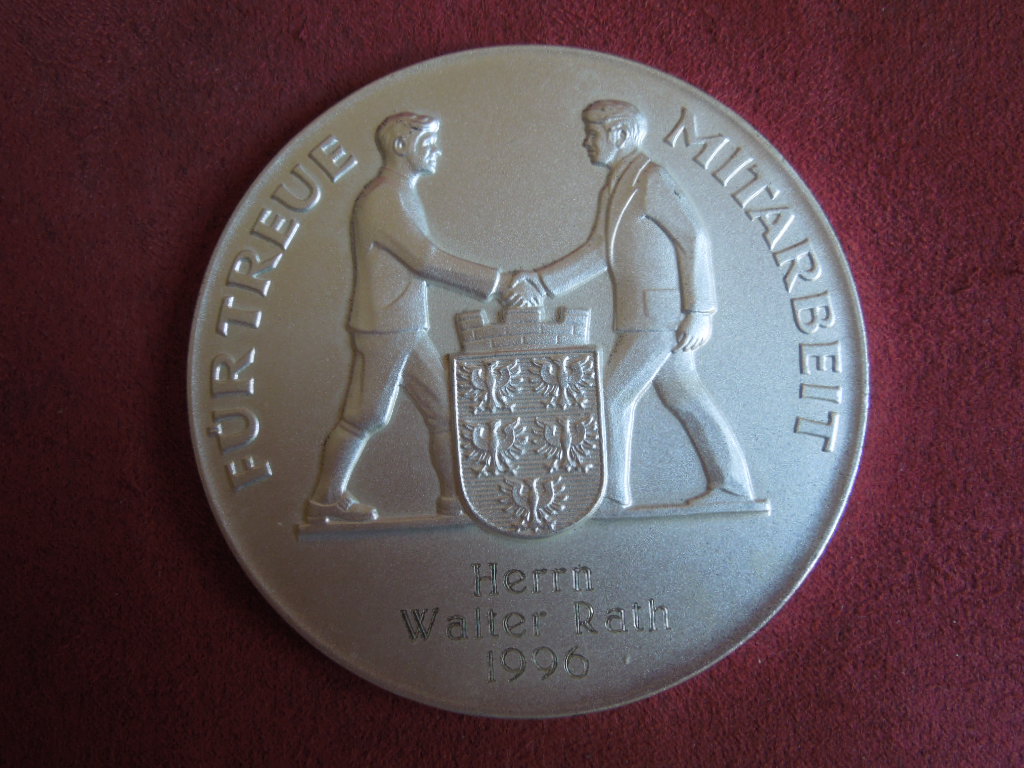 FÜR TREUE MITARBEIT
Herrn
Walter Rath
1996